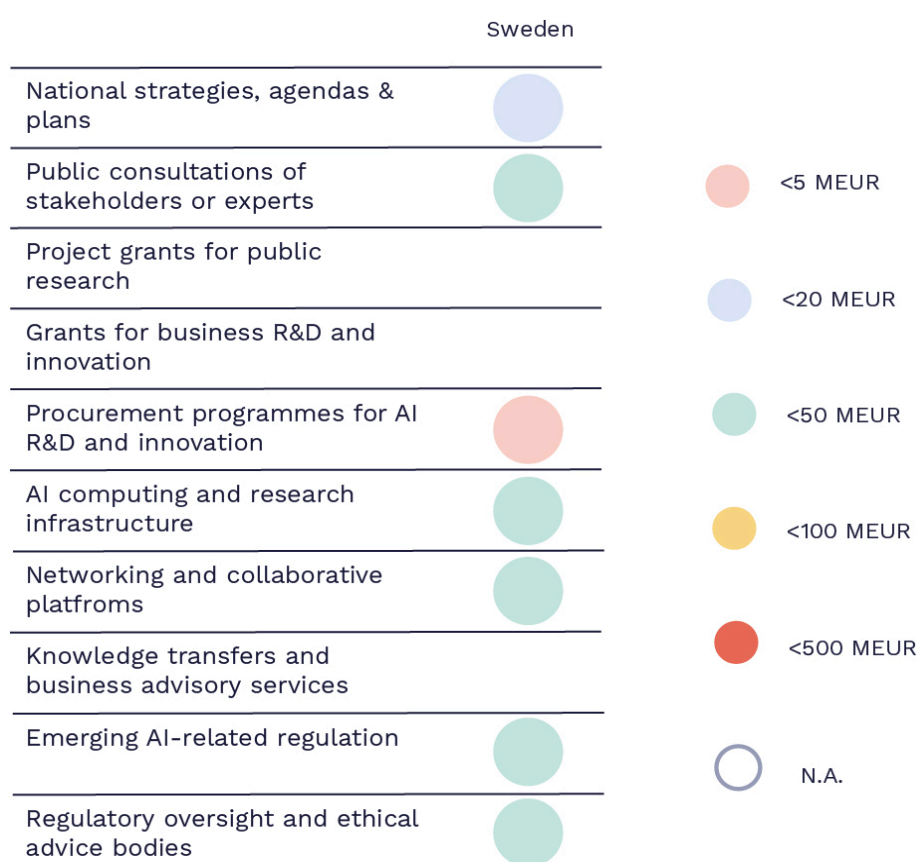 Sweden
National strategies, agendas &
plans
Public consultations of
stakeholders or experts
Project grants for public
research
Grants for business R&D and
innovation
Procurement programmes for AI
R&D and innovation
AI computing and research
infrastructure
Networking and collaborative
platfroms
Knowledge transfers and
business advisory services
Emerging AI-related regulation
Regulatory oversight and ethical
advice bodies
<5 MEUR
<20 MEUR
<50 MEUR
<100 MEUR
<500 MEUR
N.A.